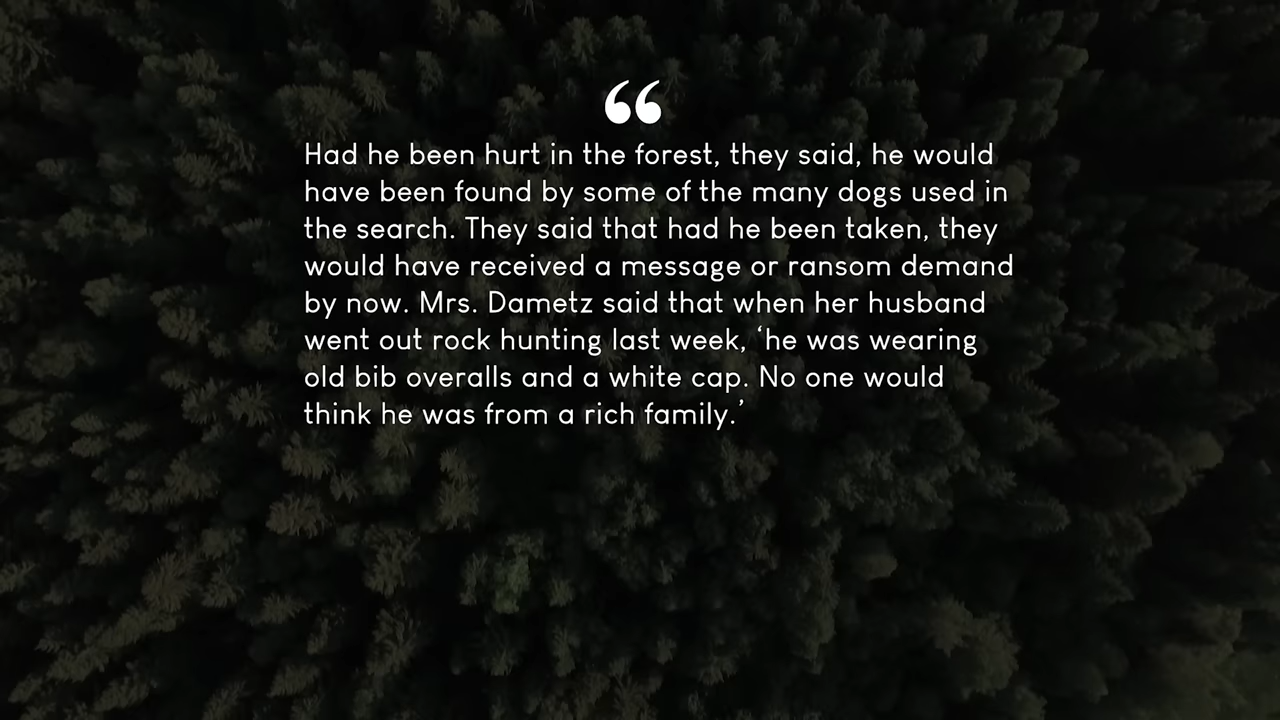 “
Had he been hurt in the forest, they said, he would
have been found by some of the many dogs used in
the search. They said that had he been taken, they
would have received a message or ransom demand
by now. Mrs. Dametz said that when her husband
went out rock hunting last week, ‘he was wearing
old bib overalls and a white cap. No one would
think he was from a rich family.’